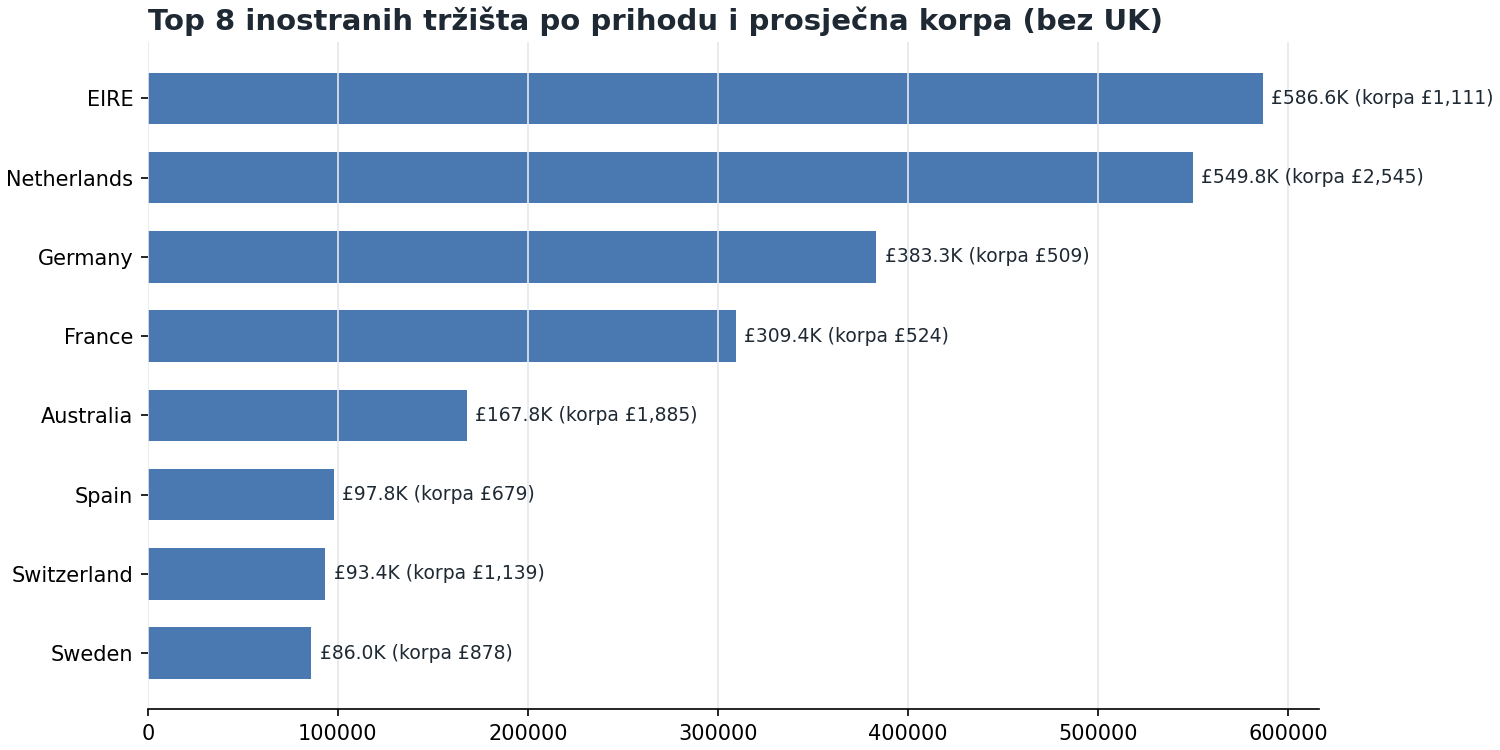 Top 8 inostranih tržišta po prihodu i prosječna korpa (bez UK)
EIRE £586.6K (korpa £1,111)
Netherlands £549.8K (korpa £2,545)
Germany £383.3K (korpa £509)
France £309.4K (korpa £524)
Australia £167.8K (korpa £1,885)
Spain £97.8K (korpa £679)
Switzerland £93.4K (korpa £1,139)
Sweden £86.0K (korpa £878)
0 100000 200000 300000 400000 500000 600000